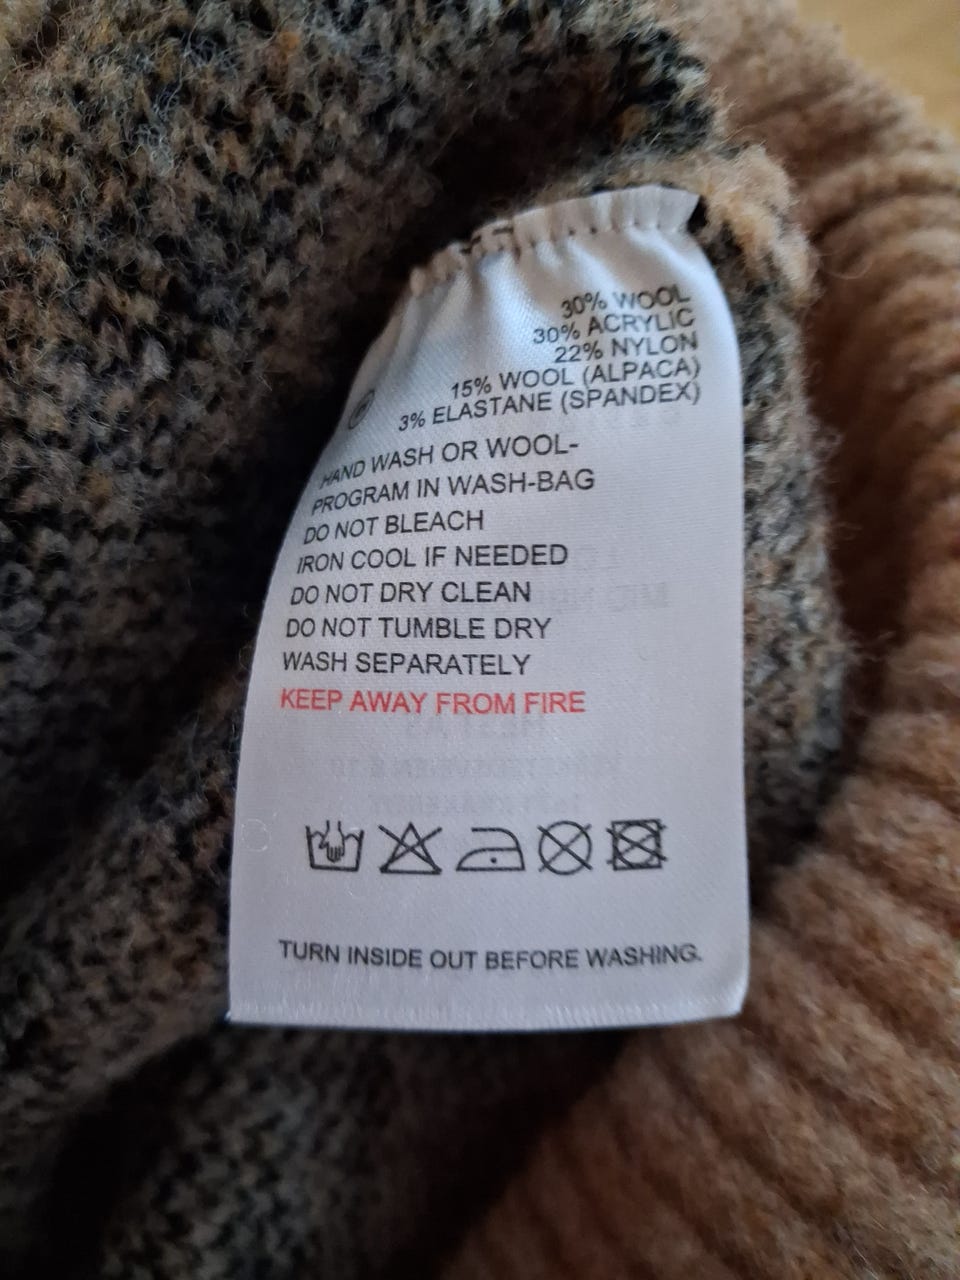 30% WOOL
30% ACRYLIC
22% NYLON
15% WOOL (ALPACA)
3% ELASTANE (SPANDEX)
HAND WASH OR WOOL-
PROGRAM IN WASH-BAG
DO NOT BLEACH
IRON COOL IF NEEDED
DO NOT DRY CLEAN
DO NOT TUMBLE DRY
WASH SEPARATELY
KEEP AWAY FROM FIRE
TURN INSIDE OUT BEFORE WASHING.